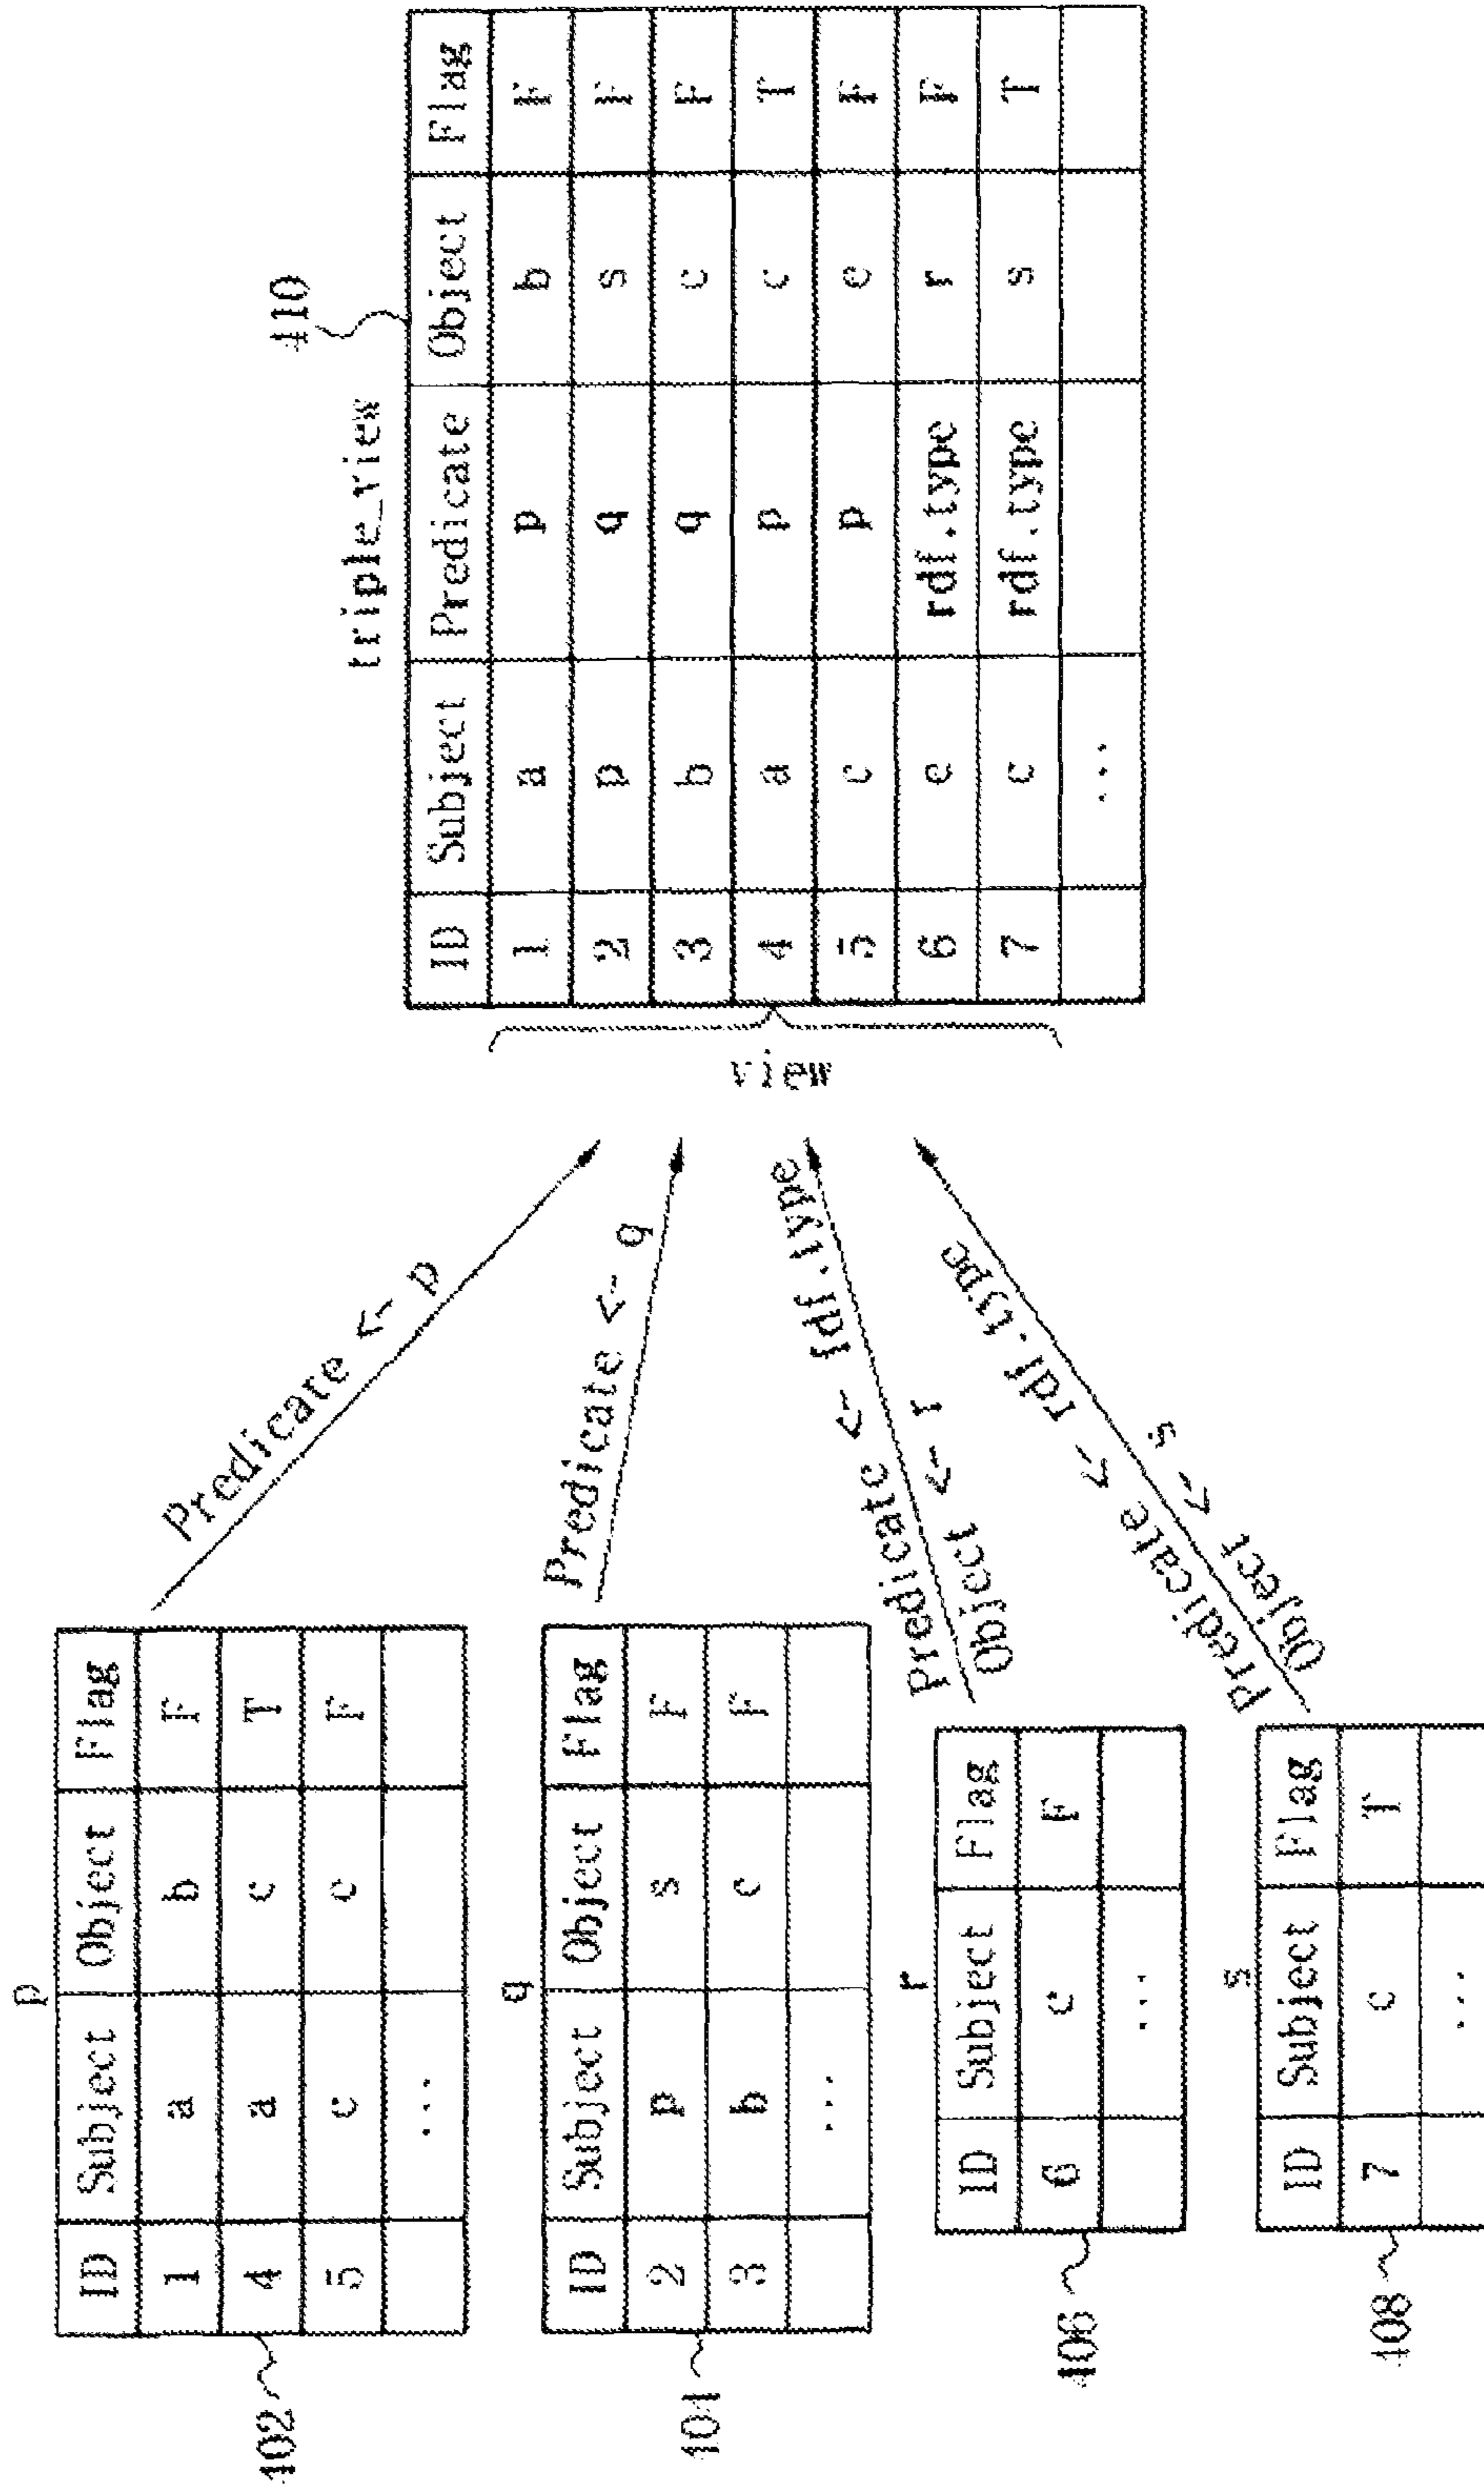 p
ID Subject Object Flag
1 a b F
4 a c T
5 c e F
...
402
q
ID Subject Object Flag
2 p s F
3 b c F
...
404
r
ID Subject Flag
6 e F
...
406
s
ID Subject Flag
7 c T
...
408
Predicate <- p
Predicate <- q
Predicate <- rdf.type
Object <- r
Predicate <- rdf.type
Object <- s
view
triple_view
410
ID Subject Predicate Object Flag
1 a p b F
2 p q s F
3 b q c F
4 a p c T
5 c p e F
6 e rdf.type r F
7 c rdf.type s T
...